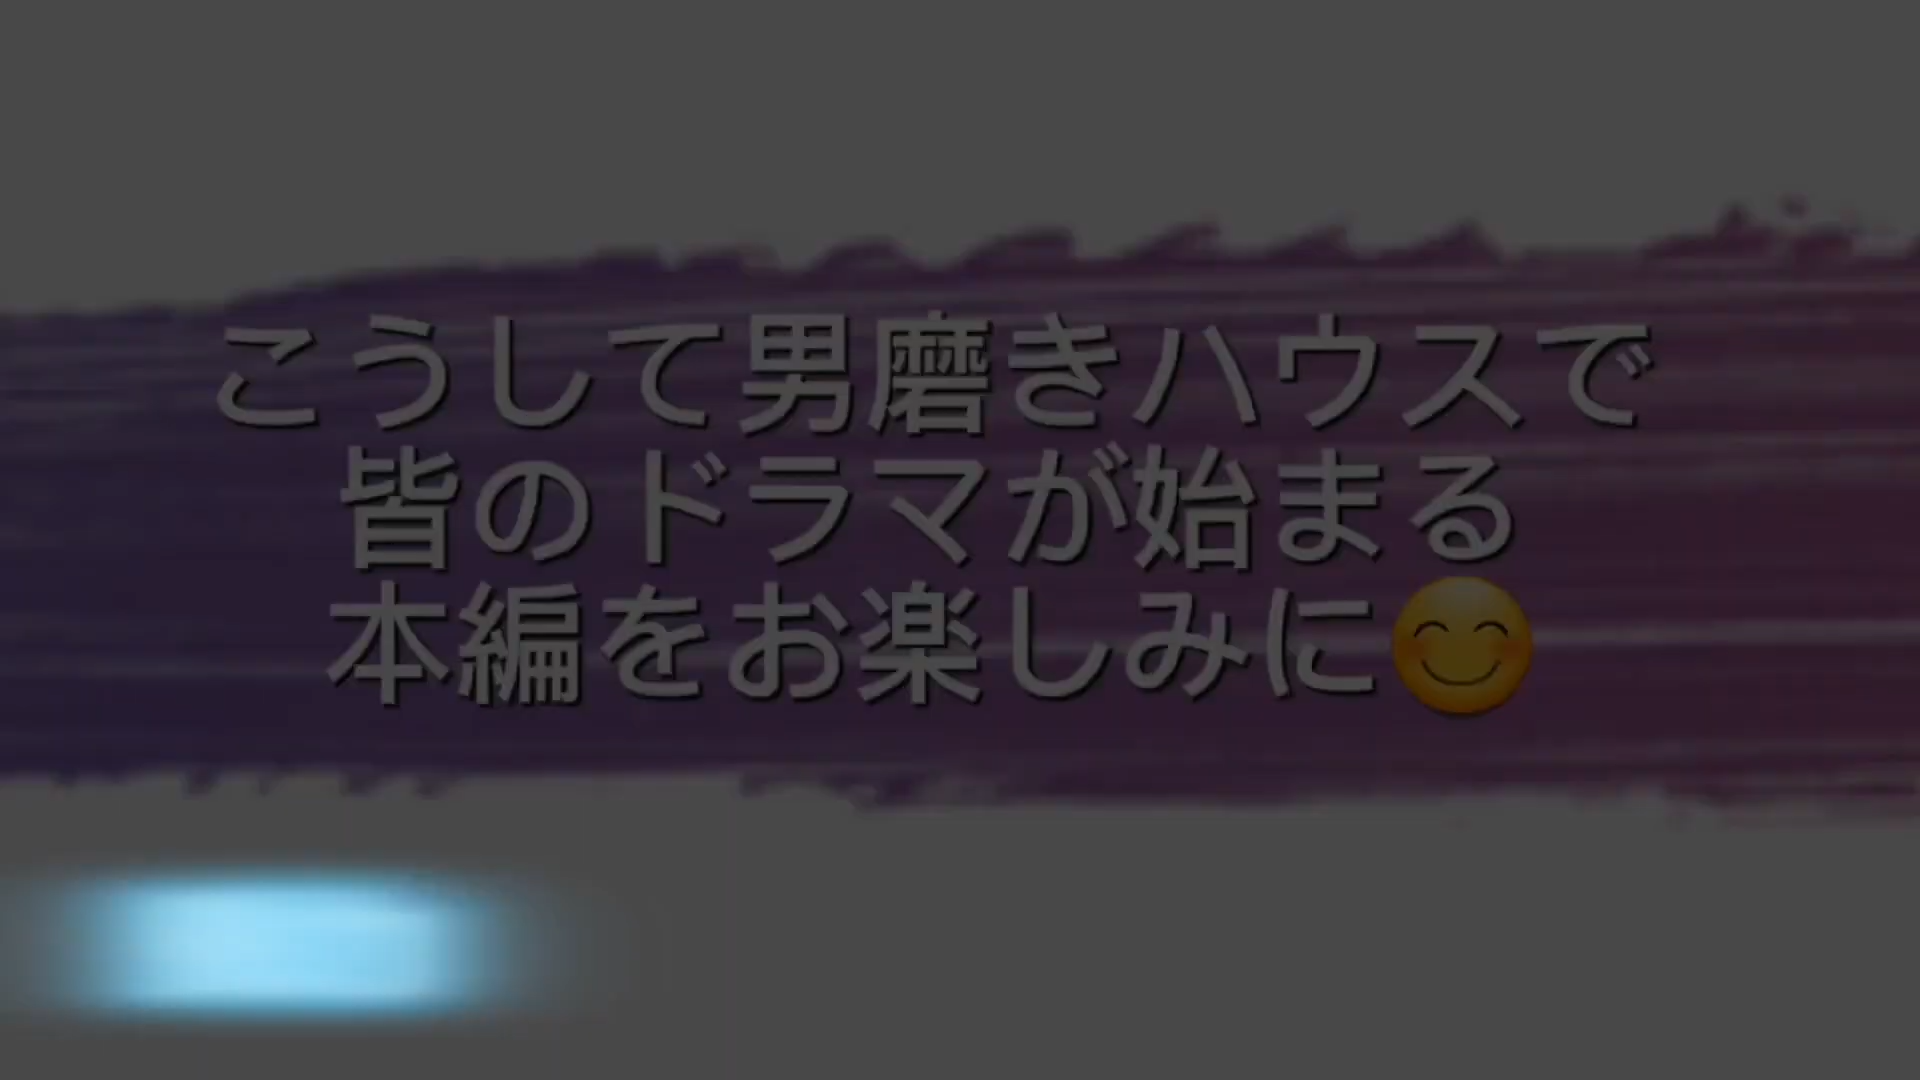 こうして男磨きハウスで
皆のドラマが始まる
本編をお楽しみに😊